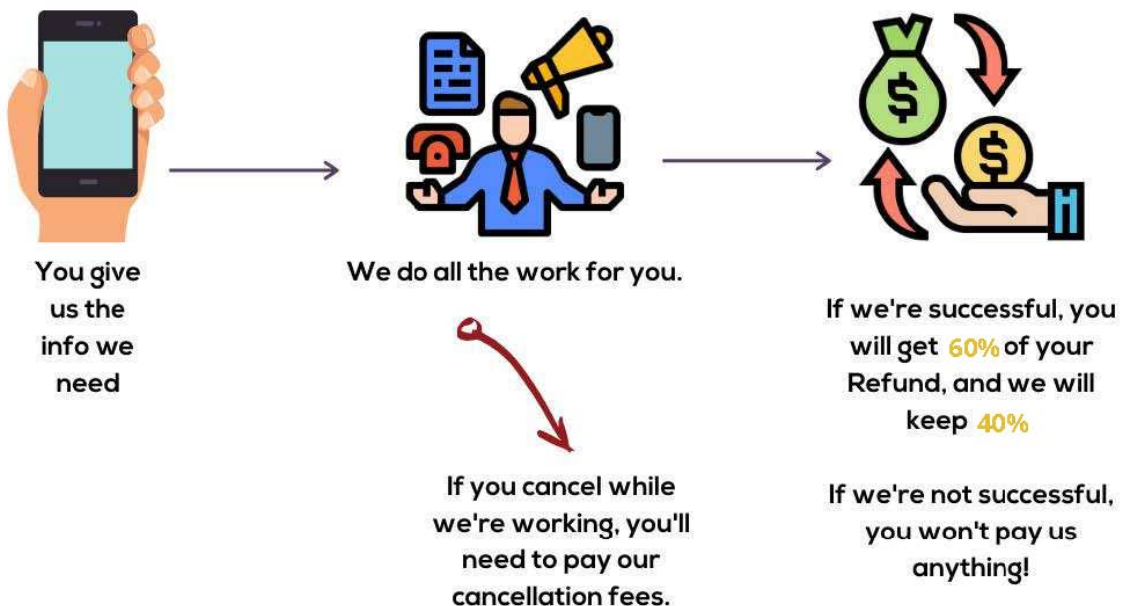 You give
us the
info we
need
We do all the work for you.
If you cancel while
we're working, you'll
need to pay our
cancellation fees.
If we're successful, you
will get 60% of your
Refund, and we will
keep 40%
If we're not successful,
you won't pay us
anything!
$
$